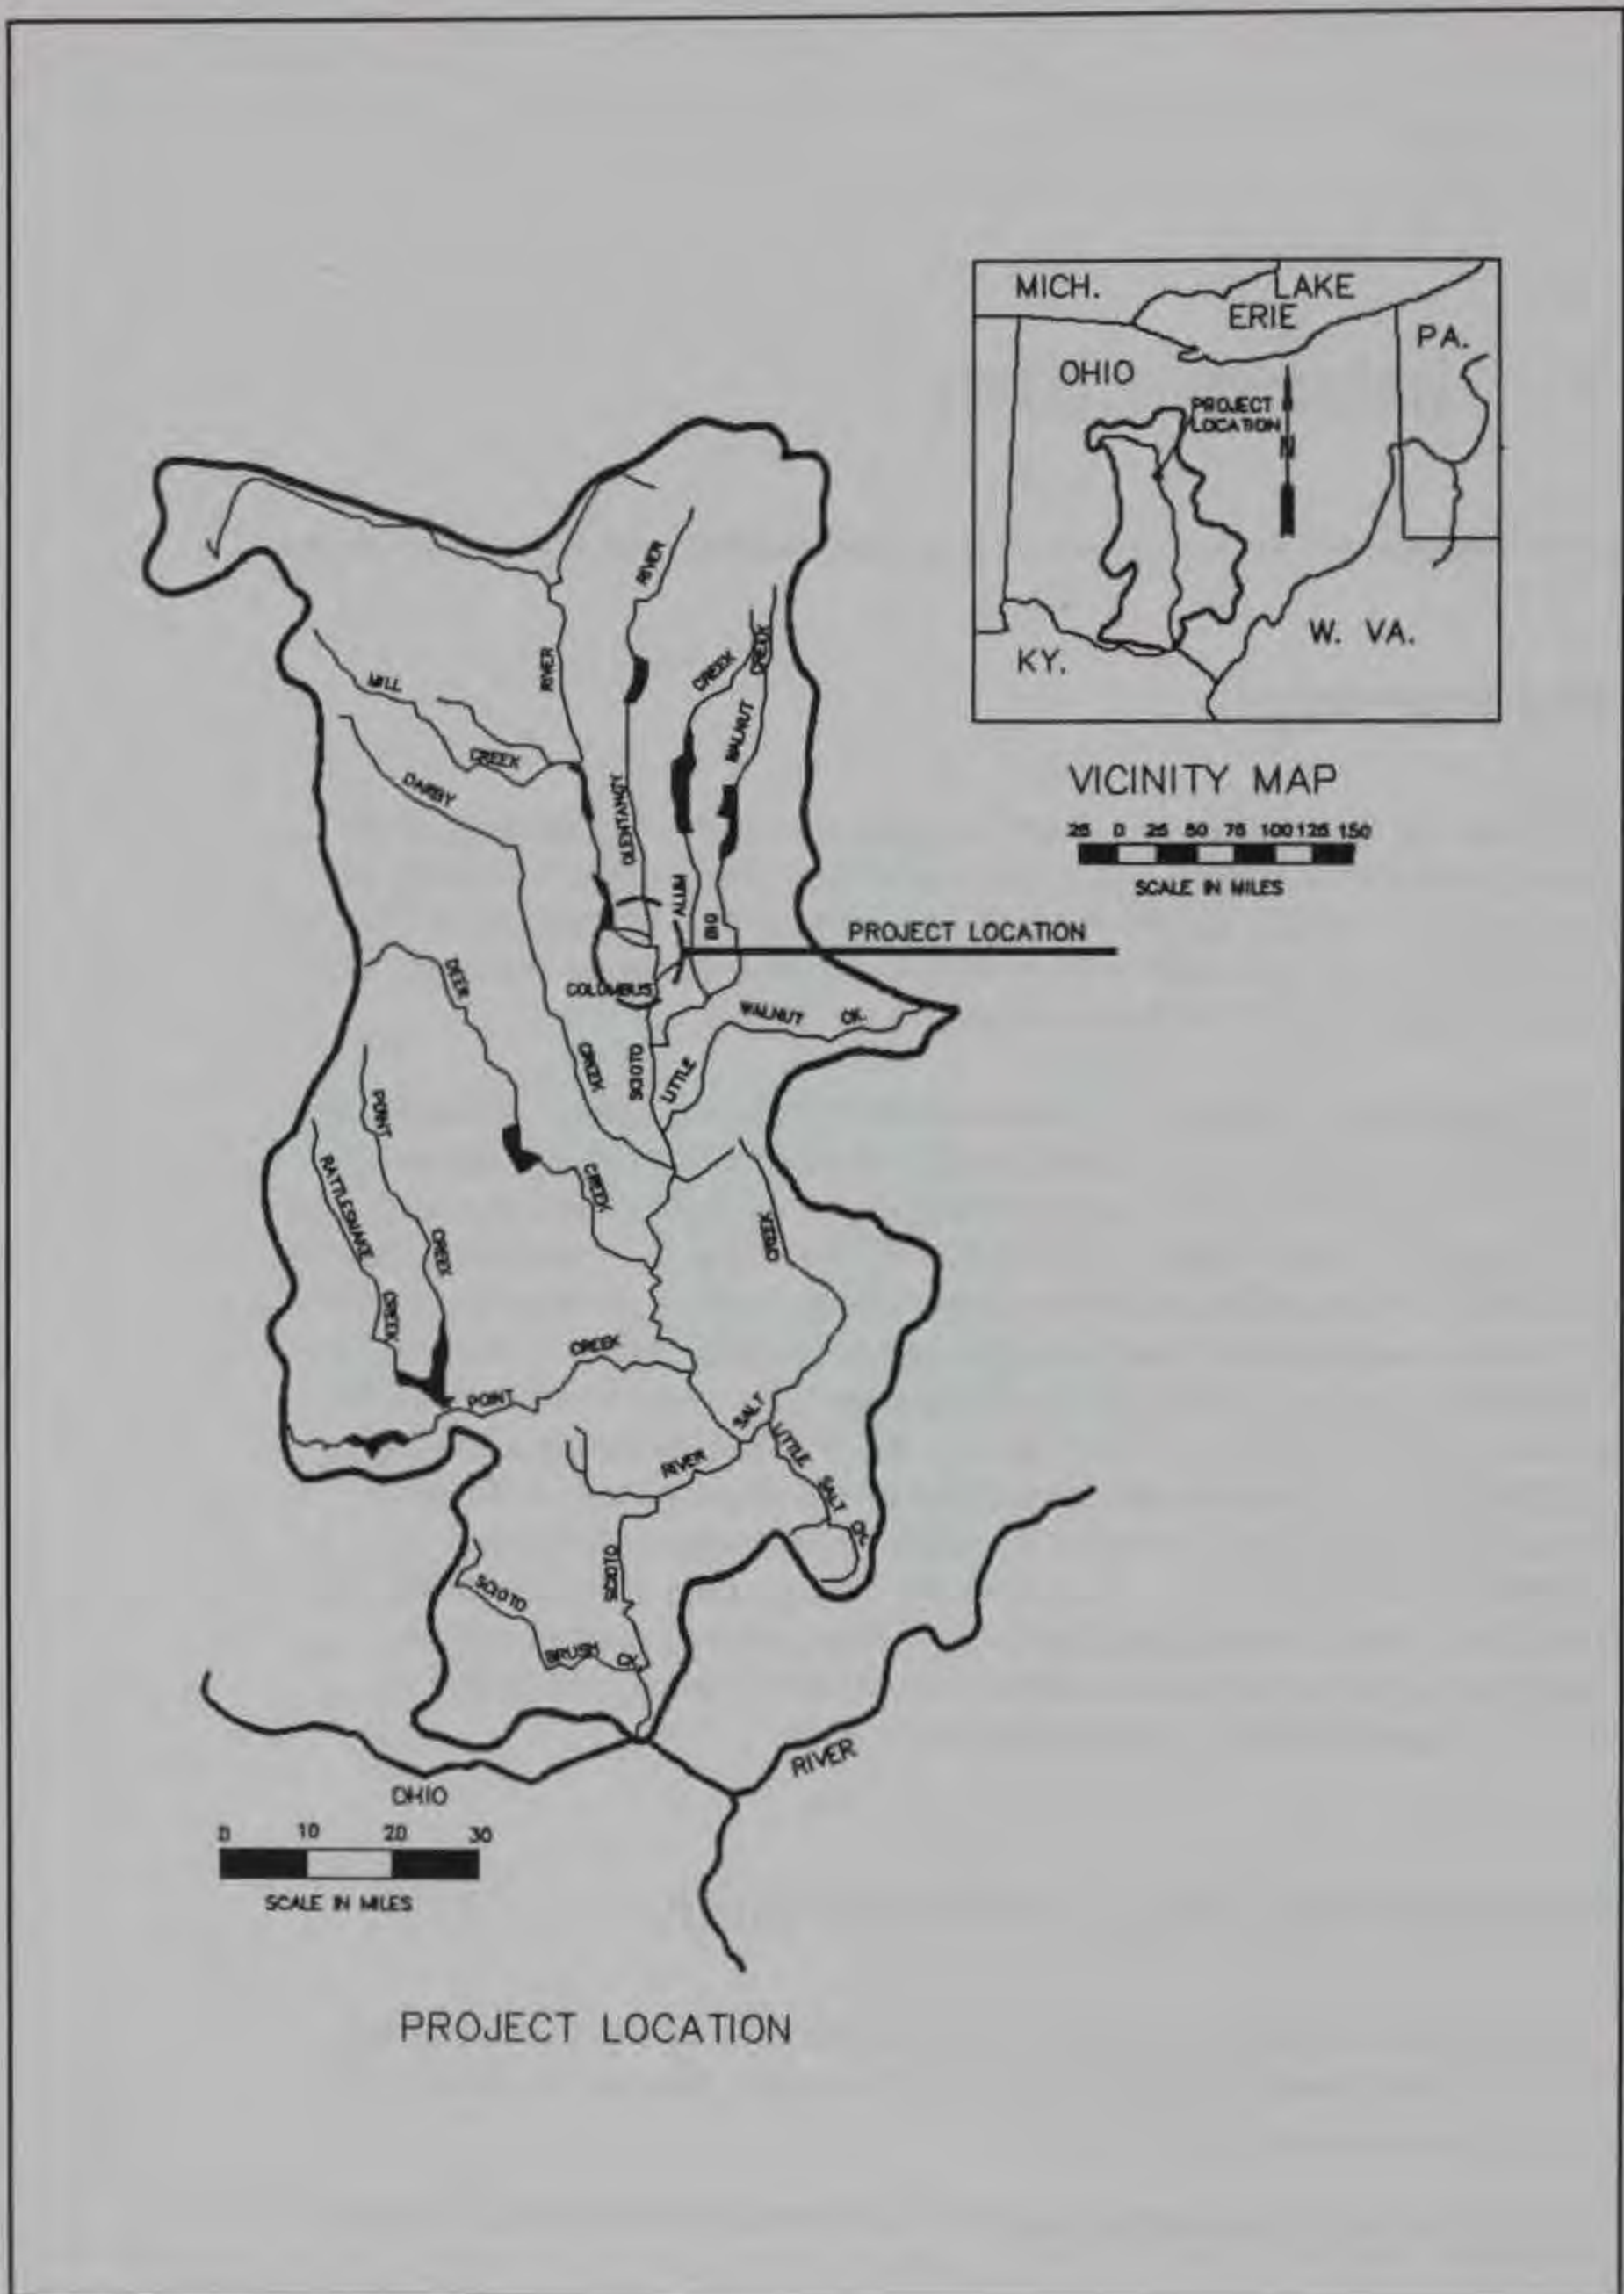 MICH.
LAKE
ERIE
PA.
OHIO
PROJECT
LOCATION
N
W. VA.
KY.
VICINITY MAP
25 0 25 50 75 100 125 150
SCALE IN MILES
PROJECT LOCATION
RIVER
RIVER
CREEK
CREEK
MILL
CREEK
DARBY
OLENTANGY
WALNUT
ALUM
BIG
COLUMBUS
DEER
WALNUT CK.
CREEK
SCIOTO
LITTLE
POINT
CREEK
RATTLESNAKE
CREEK
CREEK
CREEK
CREEK
POINT
SALT
LITTLE
SALT
CK.
RIVER
SCIOTO
SCIOTO
BRUSH CK.
RIVER
OHIO
0 10 20 30
SCALE IN MILES
PROJECT LOCATION